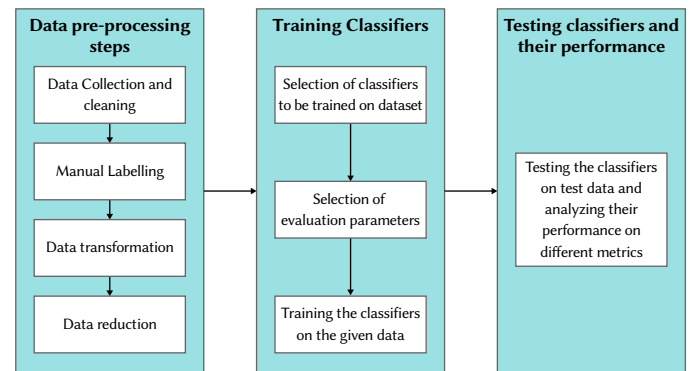 Data pre-processing
steps
Data Collection and
cleaning
Manual Labelling
Data transformation
Data reduction
Training Classifiers
Selection of classifiers
to be trained on dataset
Selection of
evaluation parameters
Training the classifiers
on the given data
Testing classifiers and
their performance
Testing the classifiers
on test data and
analyzing their
performance on
different metrics